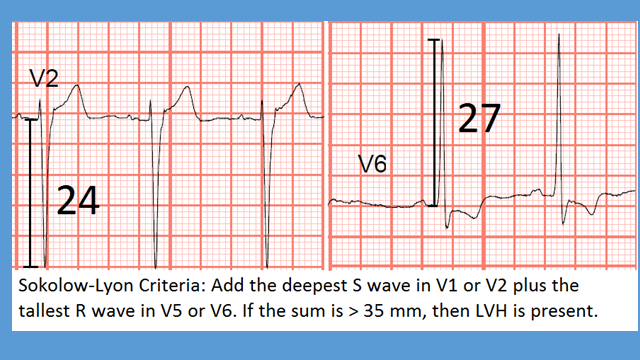 V2
24
V6
27
Sokolow-Lyon Criteria: Add the deepest S wave in V1 or V2 plus the
tallest R wave in V5 or V6. If the sum is > 35 mm, then LVH is present.